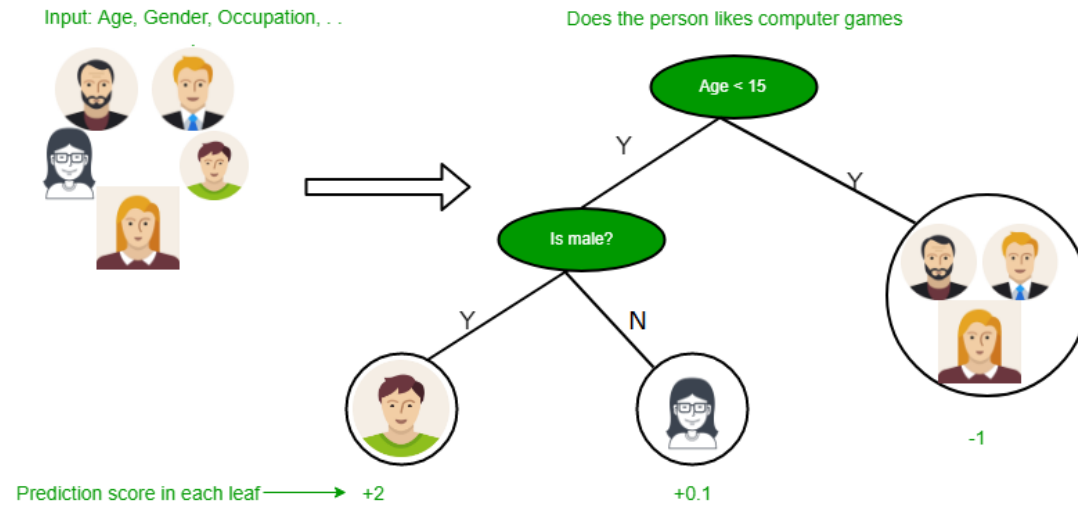 Input: Age, Gender, Occupation, . .
.
Does the person likes computer games
Age < 15
Y
Y
Is male?
Y
N
-1
Prediction score in each leaf
+2
+0.1